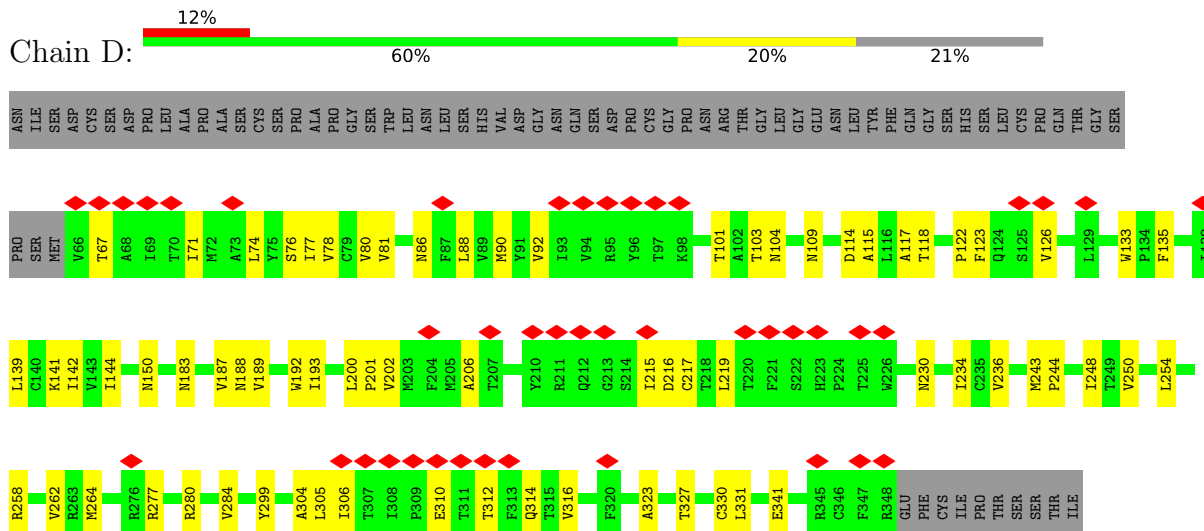 12%
Chain D:
60% 20% 21%
ASN ILE SER ASP CYS SER ASP PRO LEU ALA PRO ALA SER CYS SER PRO ALA PRO GLY SER TRP LEU ASN LEU SER HIS VAL ASP GLY ASN GLN SER ASP PRO CYS GLY PRO ASN ARG THR GLY LEU GLY GLU ASN LEU TYR PHE GLN GLY SER HIS SER LEU CYS PRO GLN THR GLY SER
PRO SER MET V66 T67 A68 I69 T70 I71 M72 A73 L74 Y75 S76 I77 V78 C79 V80 V81 N86 F87 L88 V89 M90 Y91 V92 I93 V94 R95 Y96 T97 K98 T101 A102 T103 N104 N109 D114 A115 L116 A117 T118 P122 F123 Q124 S125 V126 L129 W133 P134 F135
L139 C140 K141 I142 V143 I144 N150 N183 V187 N188 V189 W192 I193 L200 P201 V202 M203 F204 M205 A206 T207 Y210 R211 Q212 G213 S214 I215 D216 C217 T218 L219 T220 F221 S222 H223 P224 T225 W226 N230 I234 C235 V236 M243 P244 I248 T249 V250 L254
R258 V262 R263 M264 R276 R277 R280 V284 Y299 A304 L305 I306 T307 I308 P309 E310 T311 T312 F313 Q314 T315 V316 F320 A323 T327 C330 L331 E341 R345 C346 F347 R348 GLU PHE CYS ILE PRO THR SER SER THR ILE